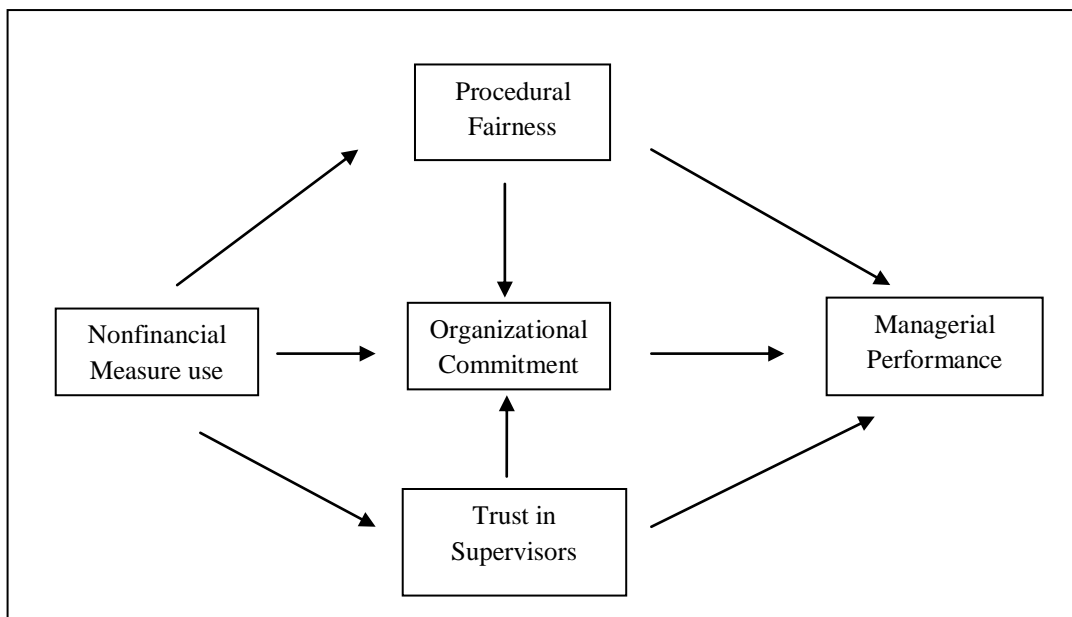 Procedural
Fairness
Nonfinancial
Measure use
Organizational
Commitment
Managerial
Performance
Trust in
Supervisors